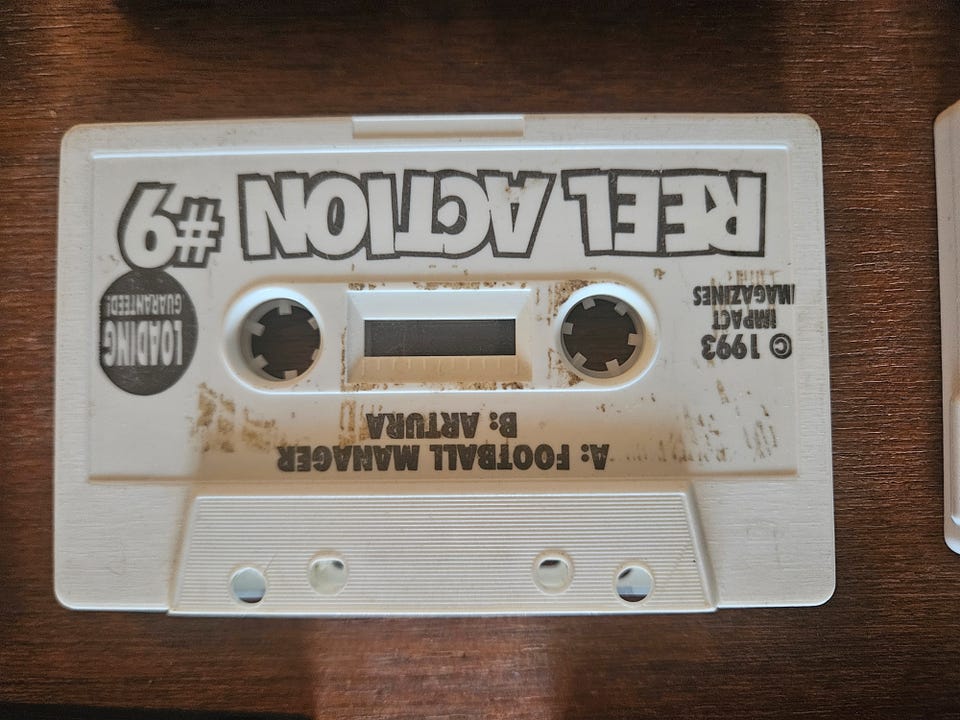 REEL ACTION #9
© 1993
IMPACT
MAGAZINES
LOADING
GUARANTEED!
A: FOOTBALL MANAGER
B: ARTURA